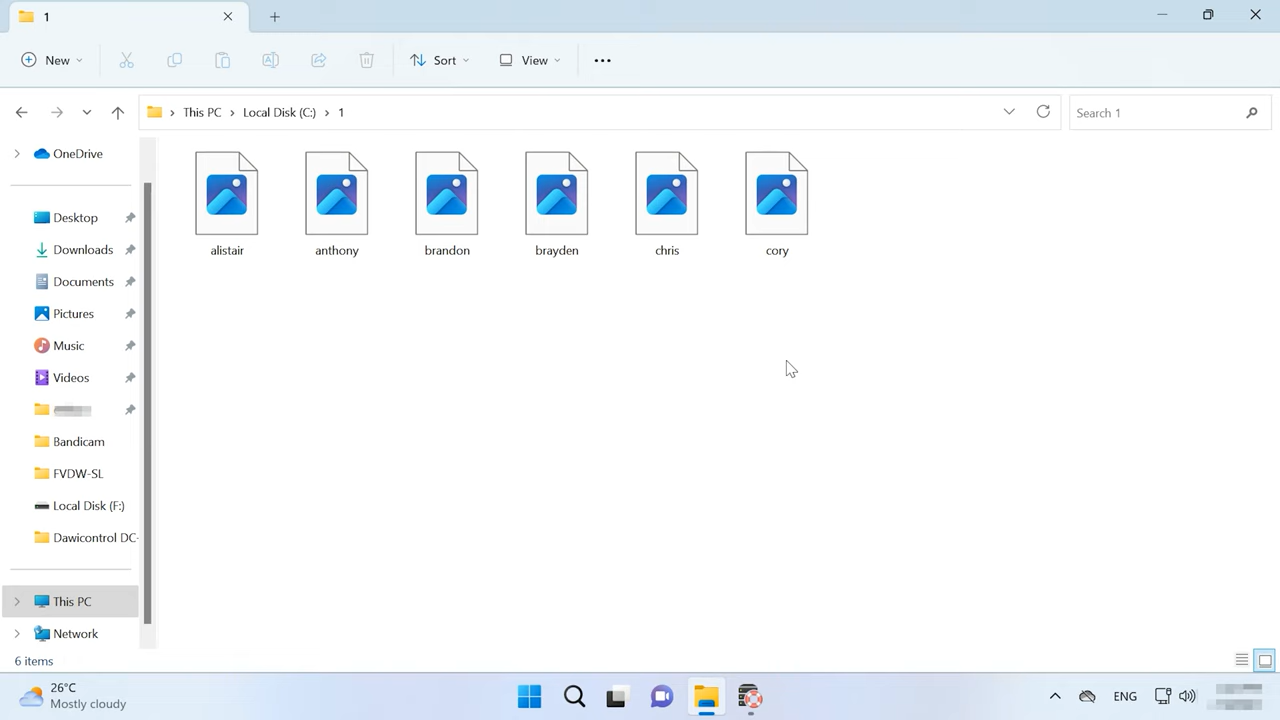 1
New
Sort
View
This PC
Local Disk (C:)
1
Search 1
OneDrive
Desktop
Downloads
Documents
Pictures
Music
Videos
Bandicam
FVDW-SL
Local Disk (F:)
Dawicontrol DC-
This PC
Network
alistair
anthony
brandon
brayden
chris
cory
6 items
26°C
Mostly cloudy
ENG